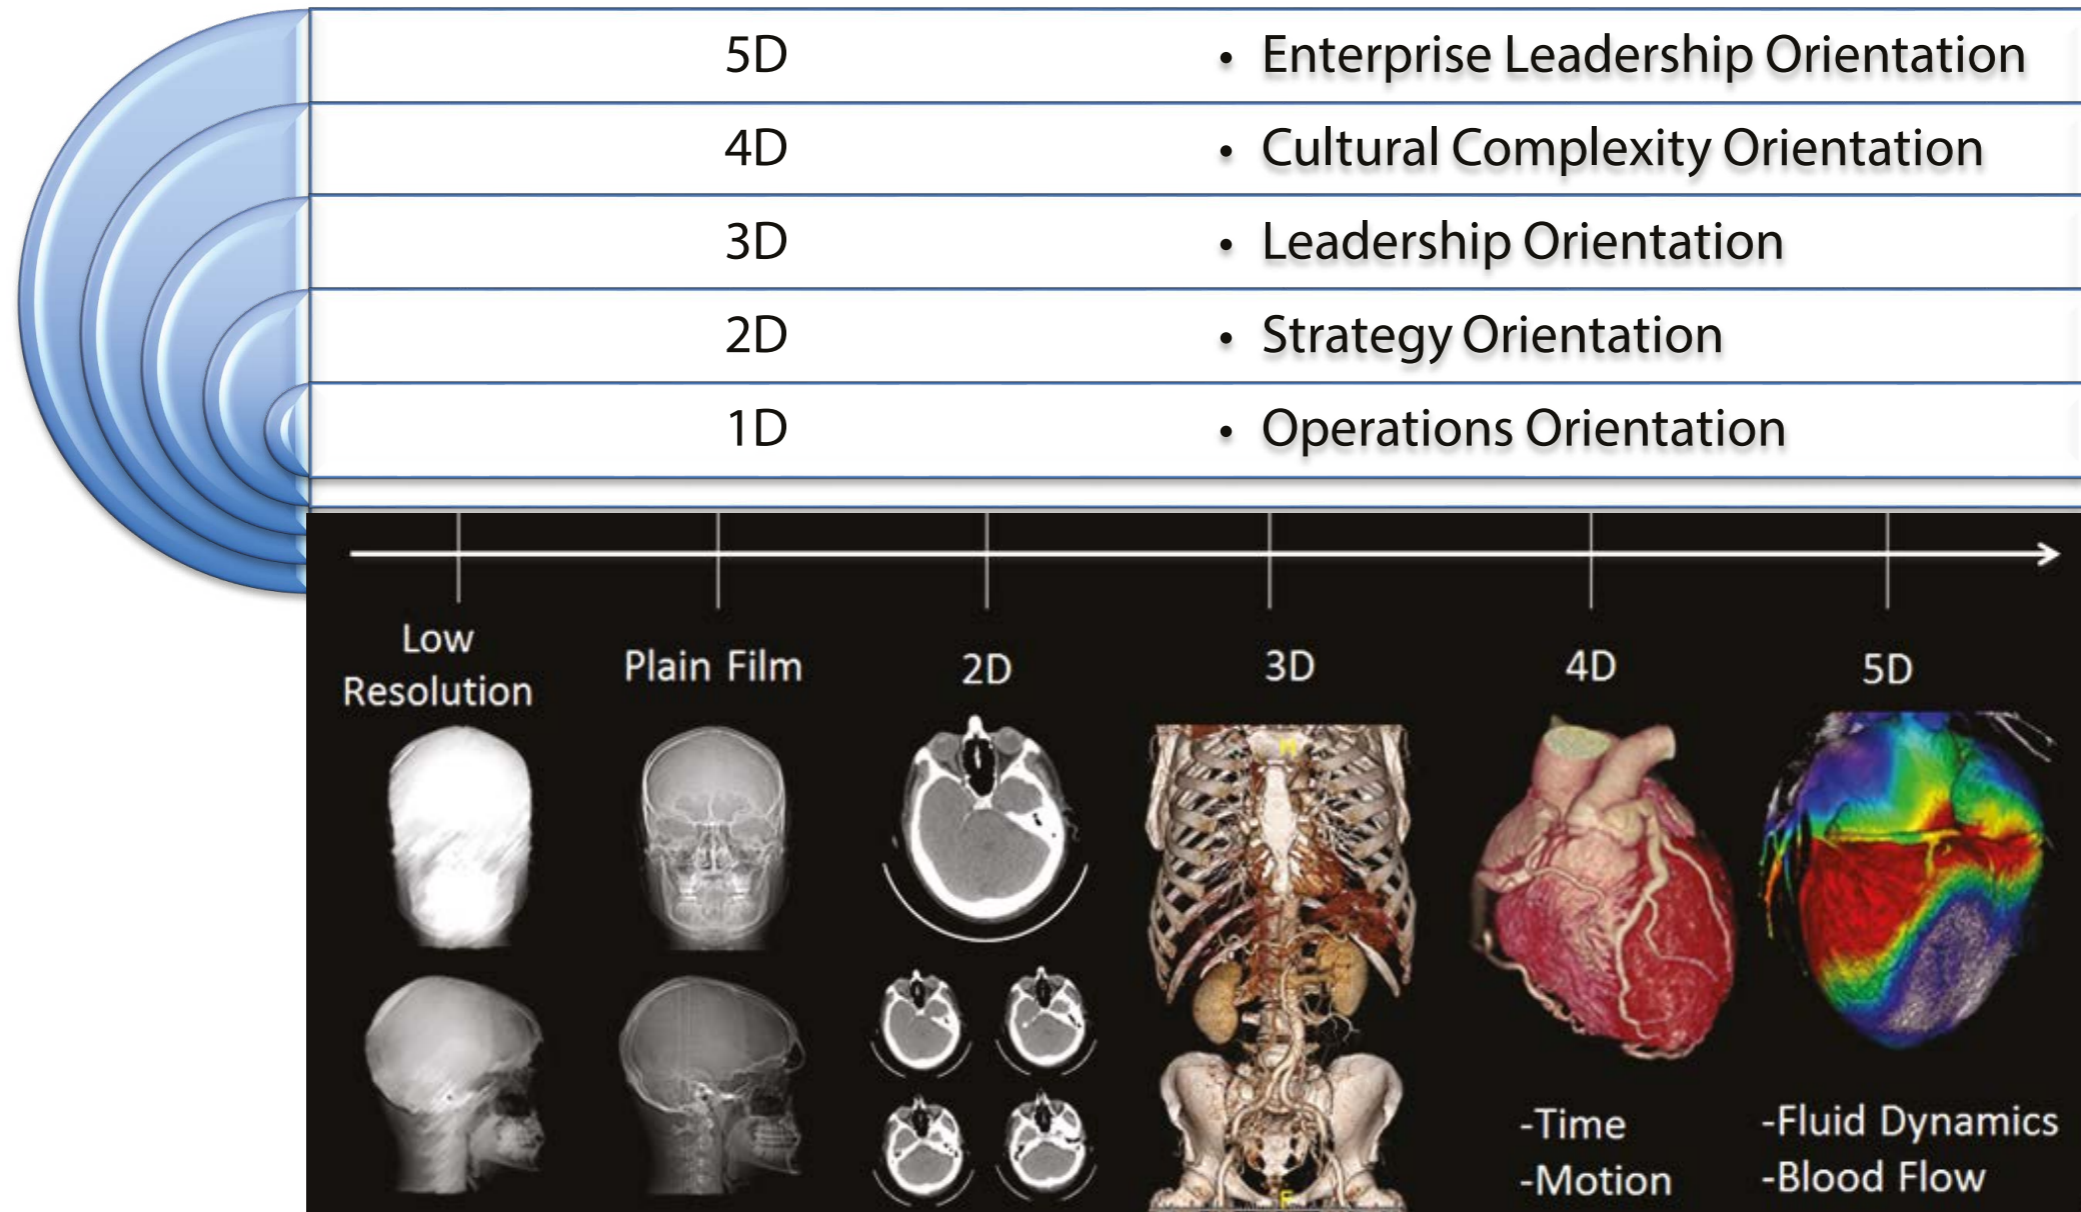 5D • Enterprise Leadership Orientation
4D • Cultural Complexity Orientation
3D • Leadership Orientation
2D • Strategy Orientation
1D • Operations Orientation
Low
Resolution
Plain Film
2D
3D
4D
5D
H
F
-Time
-Motion
-Fluid Dynamics
-Blood Flow